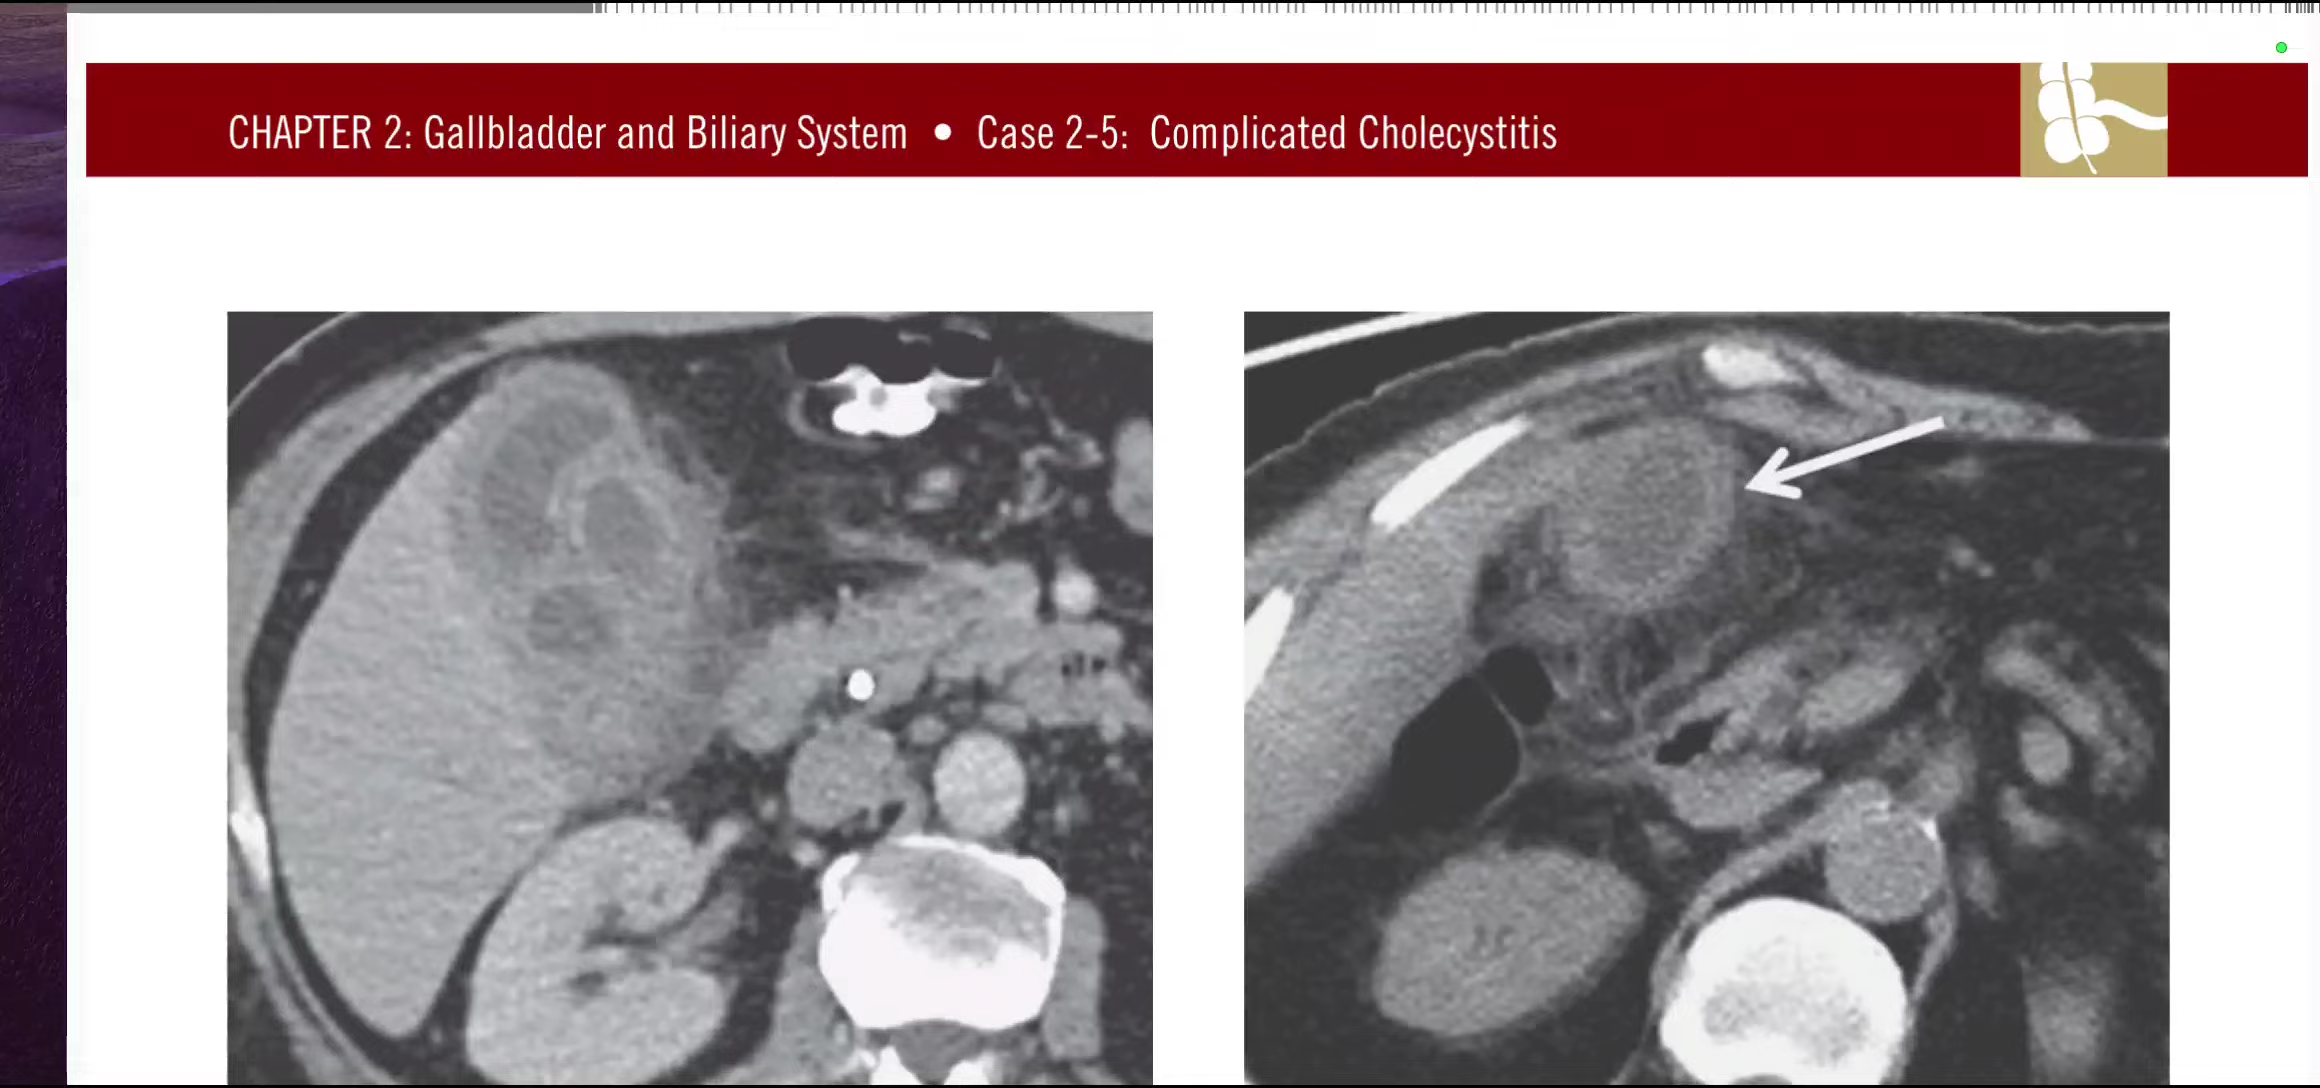 CHAPTER 2: Gallbladder and Biliary System • Case 2-5: Complicated Cholecystitis